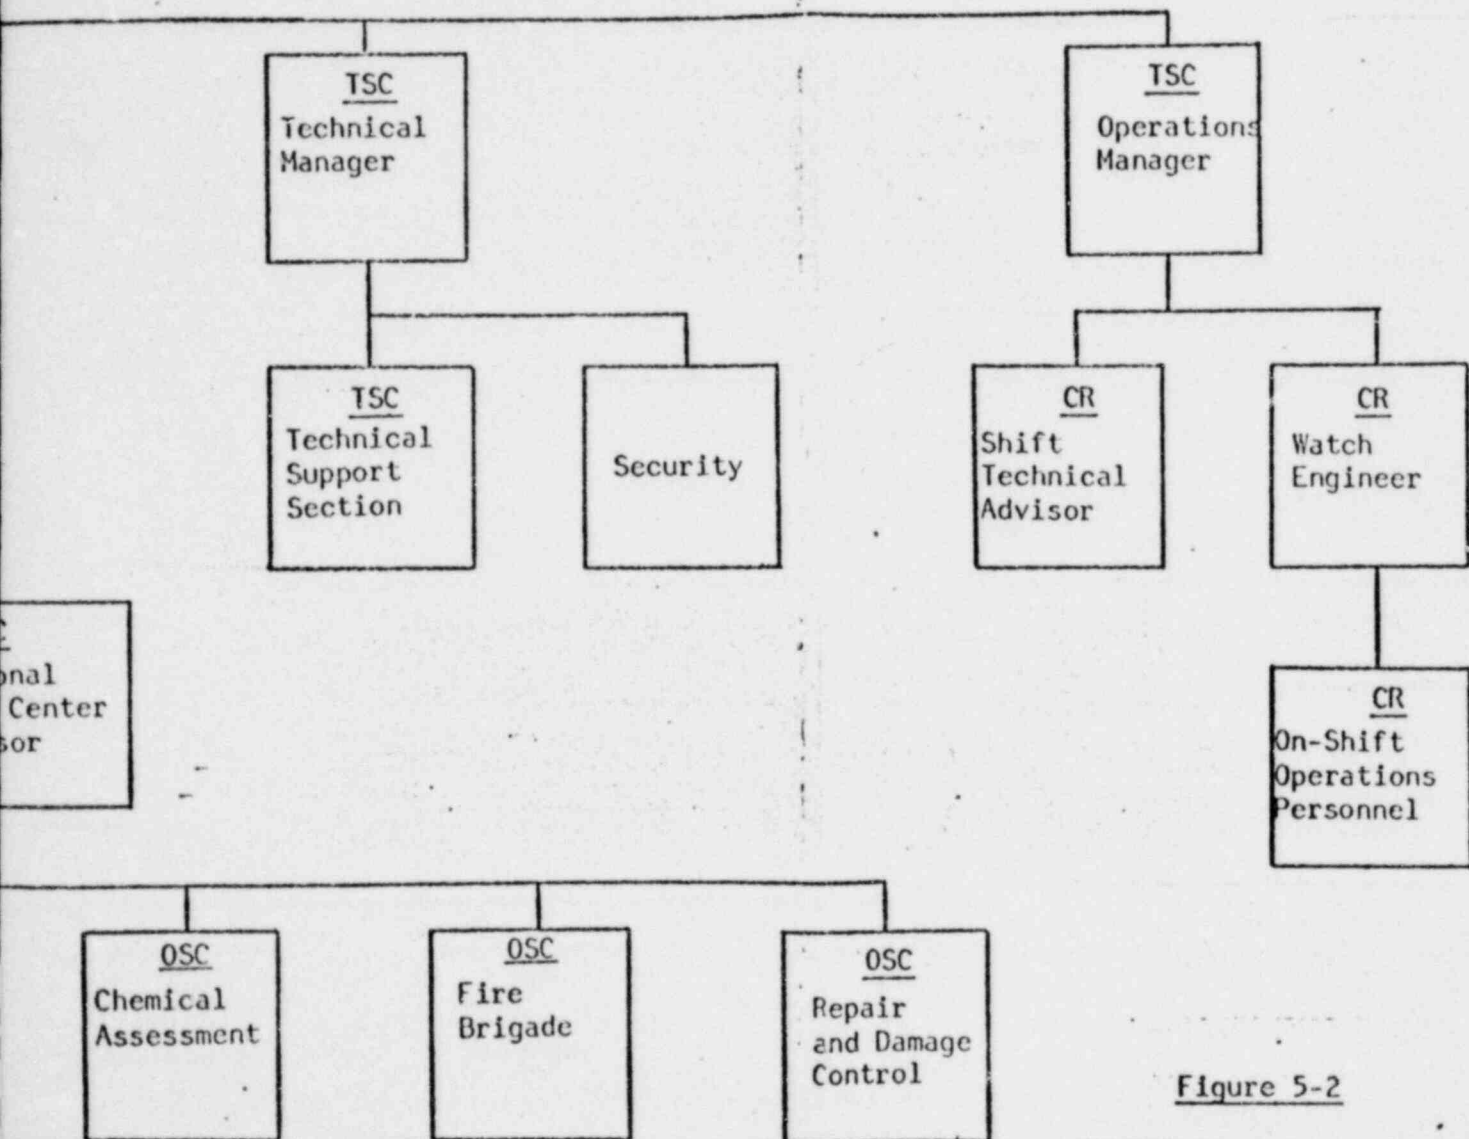 TSC
Technical
Manager
TSC
Operations
Manager
TSC
Technical
Support
Section
Security
CR
Shift
Technical
Advisor
CR
Watch
Engineer
onal
Center
sor
CR
On-Shift
Operations
Personnel
OSC
Chemical
Assessment
OSC
Fire
Brigade
OSC
Repair
and Damage
Control
Figure 5-2